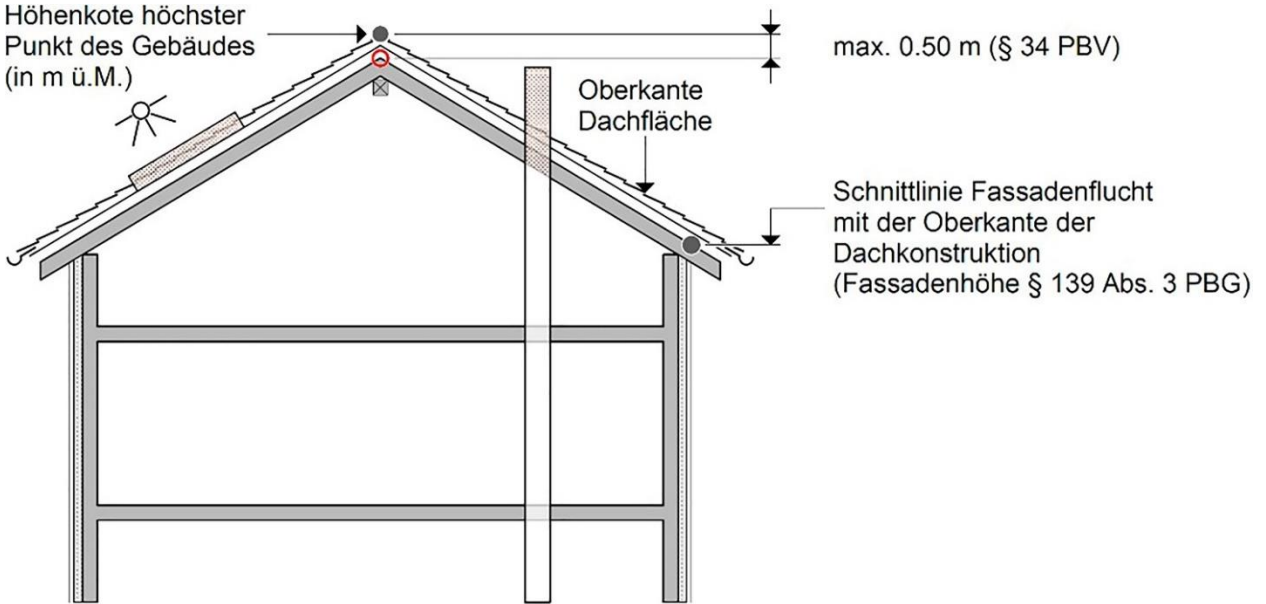 Höhenkote höchster
Punkt des Gebäudes
(in m ü.M.)
max. 0.50 m (§ 34 PBV)
Oberkante
Dachfläche
Schnittlinie Fassadenflucht
mit der Oberkante der
Dachkonstruktion
(Fassadenhöhe § 139 Abs. 3 PBG)